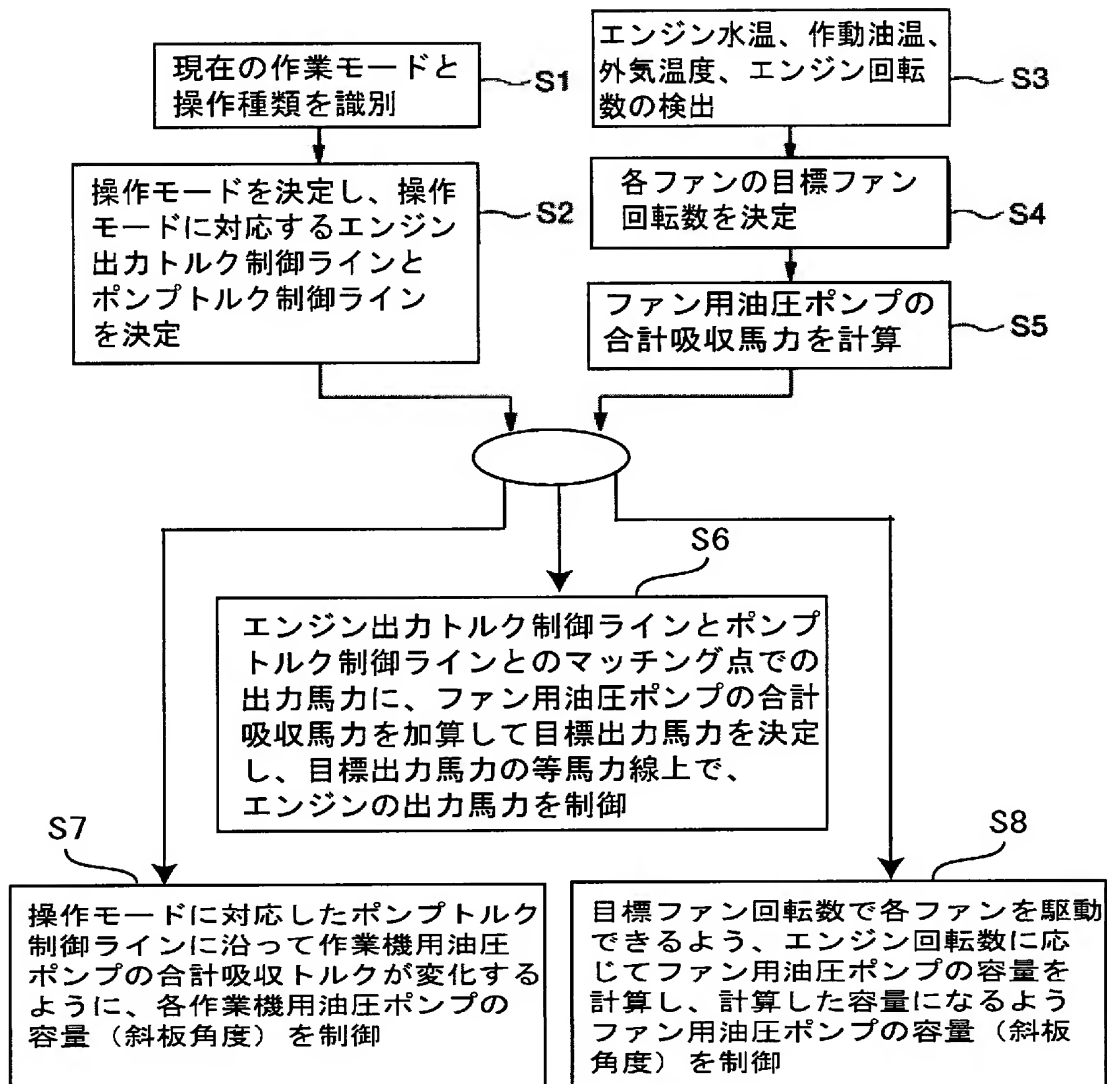 現在の作業モードと
操作種類を識別
S1
操作モードを決定し、操作
モードに対応するエンジン
出力トルク制御ラインと
ポンプトルク制御ライン
を決定
S2
エンジン水温、作動油温、
外気温度、エンジン回転
数の検出
S3
各ファンの目標ファン
回転数を決定
S4
ファン用油圧ポンプの
合計吸収馬力を計算
S5
S6
エンジン出力トルク制御ラインとポンプ
トルク制御ラインとのマッチング点での
出力馬力に、ファン用油圧ポンプの合計
吸収馬力を加算して目標出力馬力を決定
し、目標出力馬力の等馬力線上で、
エンジンの出力馬力を制御
S7
操作モードに対応したポンプトルク
制御ラインに沿って作業機用油圧
ポンプの合計吸収トルクが変化する
ように、各作業機用油圧ポンプの
容量（斜板角度）を制御
S8
目標ファン回転数で各ファンを駆動
できるよう、エンジン回転数に応
じてファン用油圧ポンプの容量を
計算し、計算した容量になるよう
ファン用油圧ポンプの容量（斜板
角度）を制御